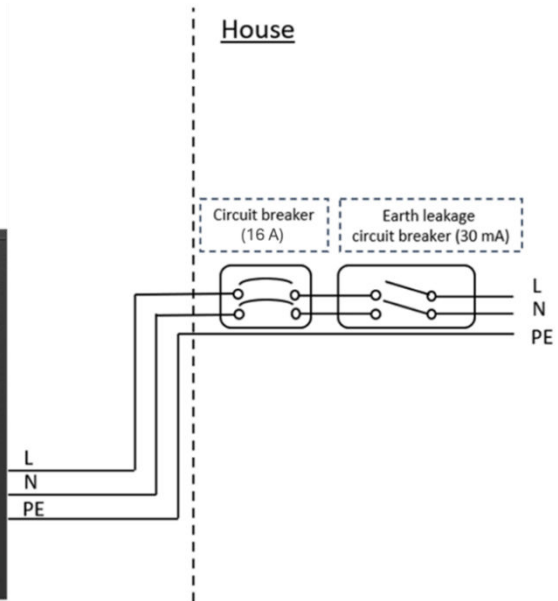 House
Circuit breaker
(16 A)
Earth leakage
circuit breaker (30 mA)
L
N
PE
L
N
PE